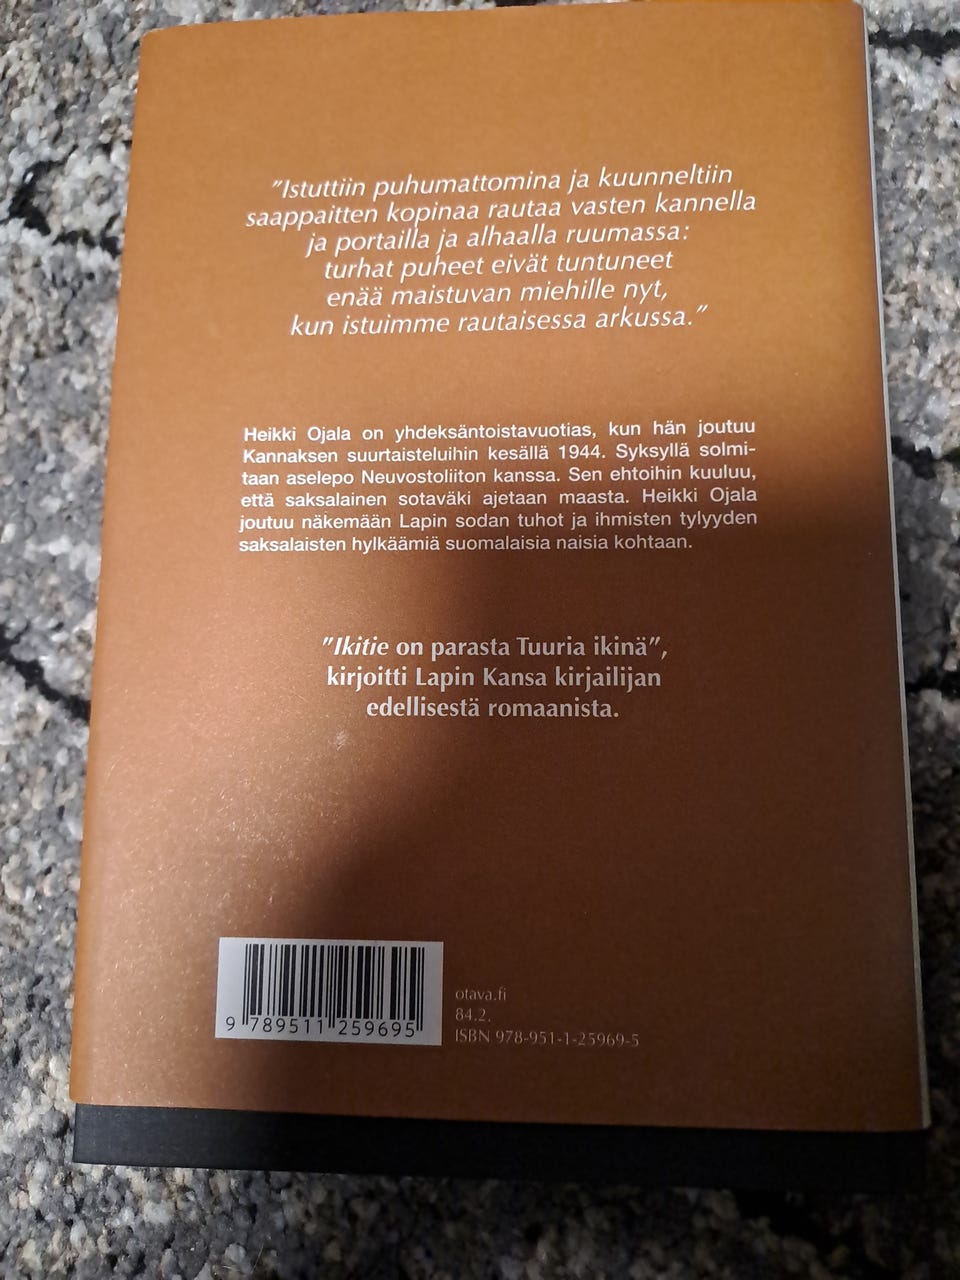 ”Istuttiin puhumattomina ja kuunneltiin
saappaitten kopinaa rautaa vasten kannella
ja portailla ja alhaalla ruumassa:
turhat puheet eivät tuntuneet
enää maistuvan miehille nyt,
kun istuimme rautaisessa arkussa.”
Heikki Ojala on yhdeksäntoistavuotias, kun hän joutuu
Kannaksen suurtaisteluihin kesällä 1944. Syksyllä solmi-
taan aselepo Neuvostoliiton kanssa. Sen ehtoihin kuuluu,
että saksalainen sotaväki ajetaan maasta. Heikki Ojala
joutuu näkemään Lapin sodan tuhot ja ihmisten tylyyden
saksalaisten hylkäämiä suomalaisia naisia kohtaan.
”Ikitie on parasta Tuuria ikinä”,
kirjoitti Lapin Kansa kirjailijan
edellisestä romaanista.
otava.fi
84.2.
ISBN 978-951-1-25969-5
9 789511 259695